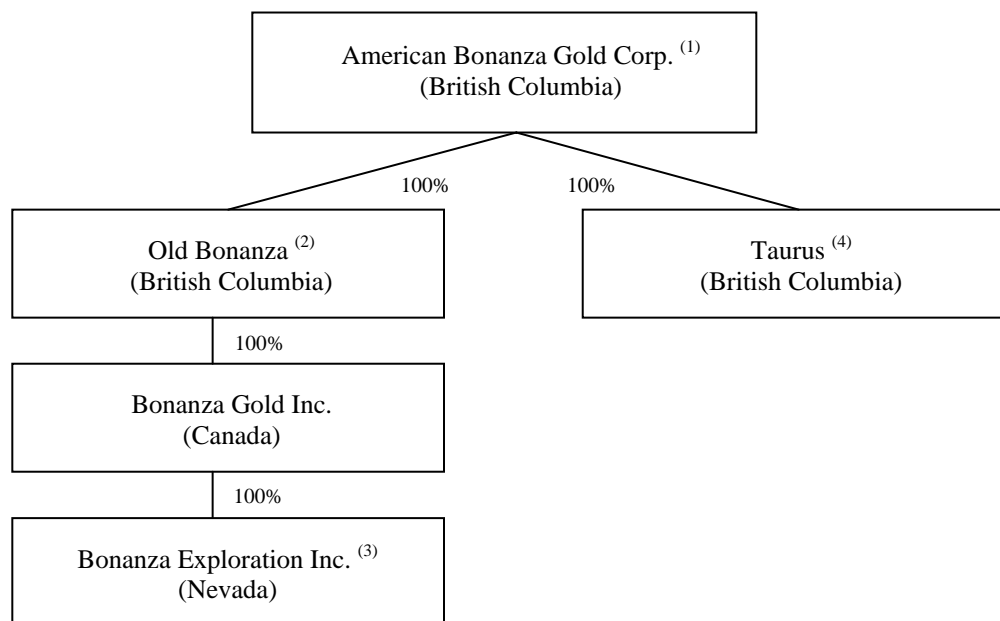 American Bonanza Gold Corp. (1)
(British Columbia)
100%
100%
Old Bonanza (2)
(British Columbia)
Taurus (4)
(British Columbia)
100%
Bonanza Gold Inc.
(Canada)
100%
Bonanza Exploration Inc. (3)
(Nevada)